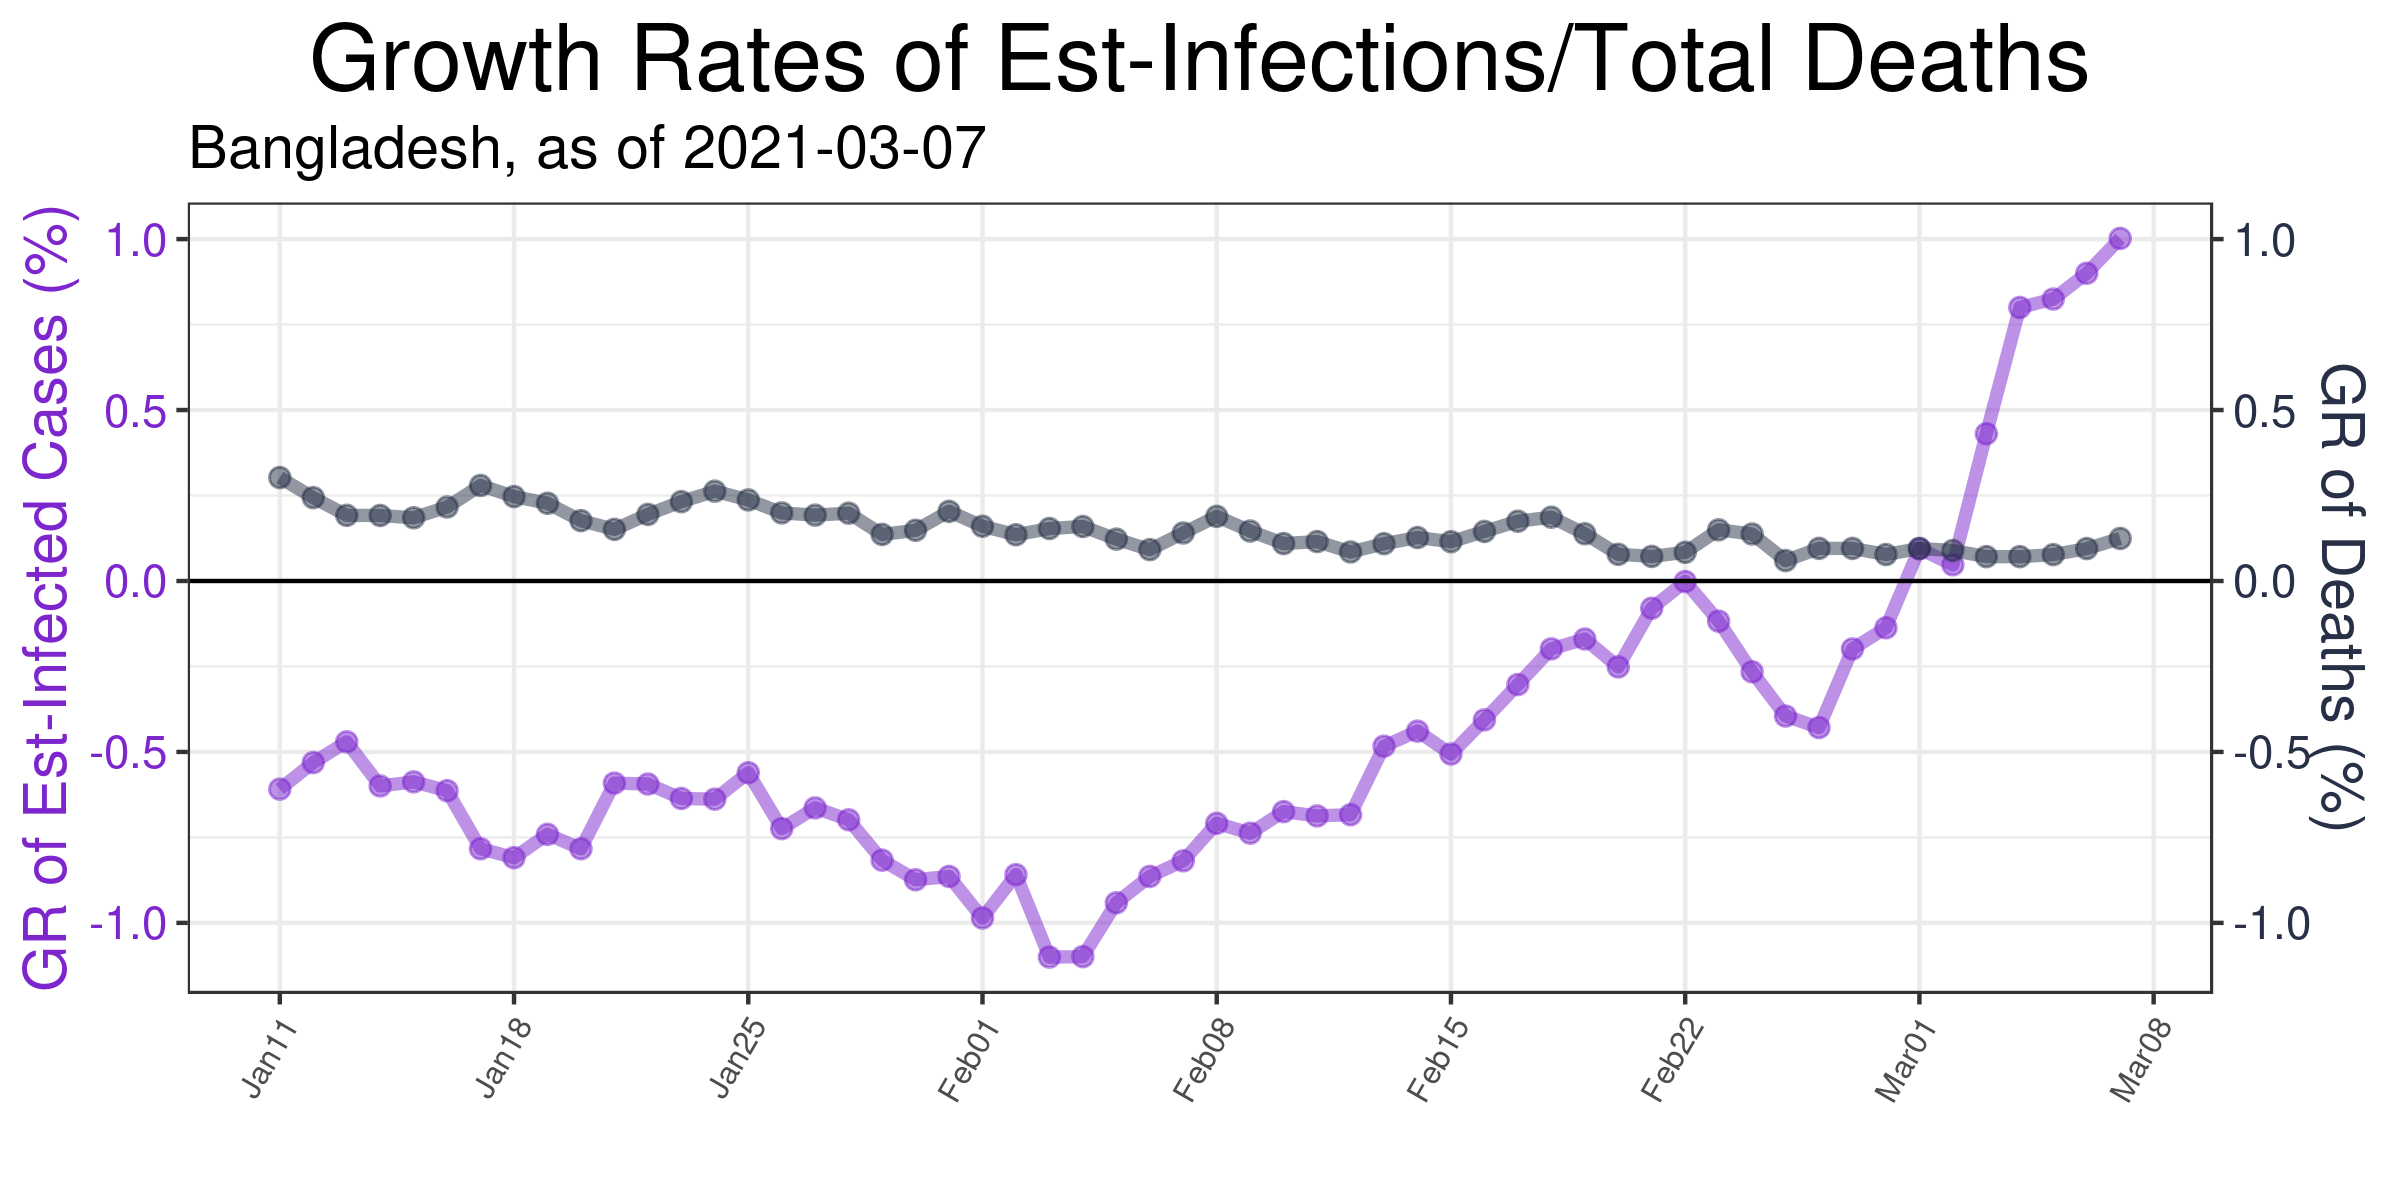 Growth Rates of Est-Infections/Total Deaths
Bangladesh, as of 2021-03-07
GR of Est-Infected Cases (%)
1.0
0.5
0.0
-0.5
-1.0
1.0
0.5
0.0
-0.5
-1.0
GR of Deaths (%)
Jan11
Jan18
Jan25
Feb01
Feb08
Feb15
Feb22
Mar01
Mar08